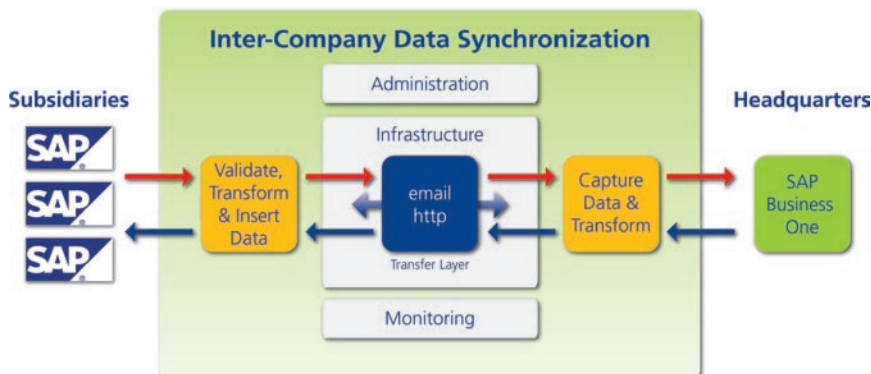 Inter-Company Data Synchronization
Administration
Subsidiaries
Headquarters
SAP
SAP
SAP
Infrastructure
Validate,
Transform
& Insert
Data
email
http
Transfer Layer
Capture
Data &
Transform
SAP
Business
One
Monitoring